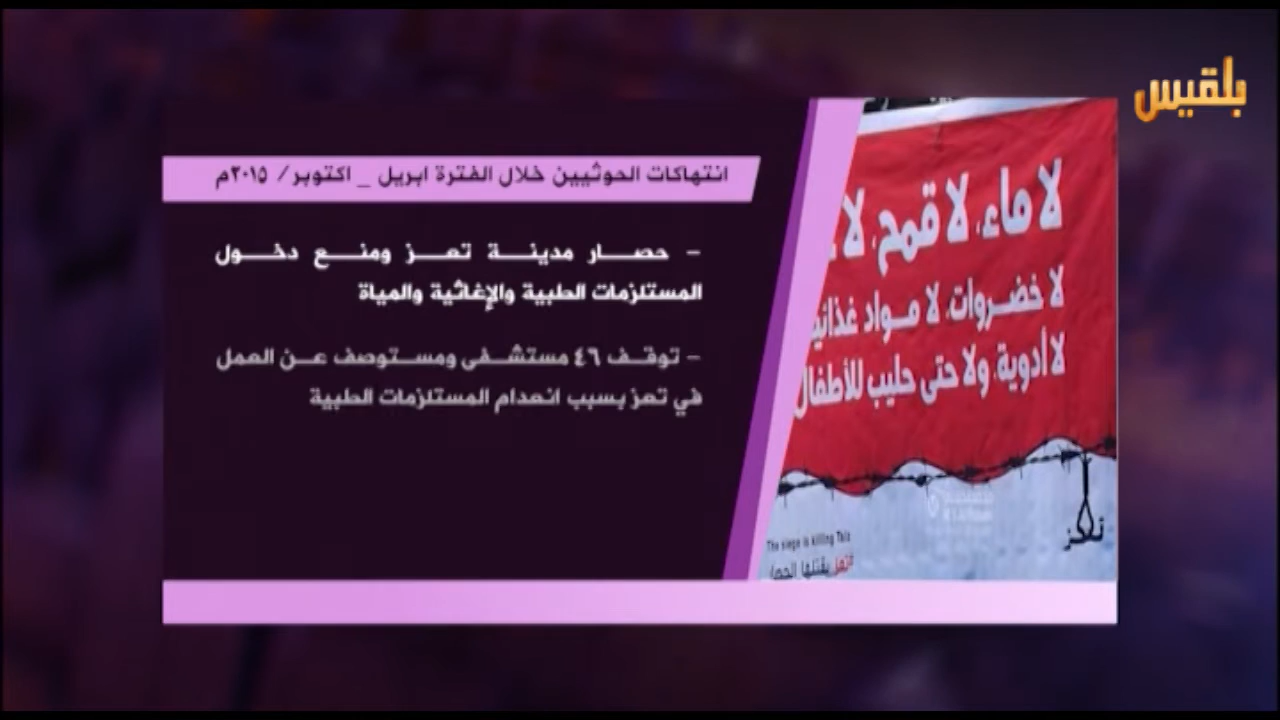 بلقيس
انتهاكات الحوثيين خلال الفترة ابريل _ اكتوبر/ ٢٠١٥م
- حصار مدينة تعز ومنع دخول
المستلزمات الطبية والإغاثية والمياة
- توقف ٤٦ مستشفى ومستوصف عن العمل
في تعز بسبب انعدام المستلزمات الطبية
لا ماء، لا قمح، لا
لا خضروات، لا مواد غذائية
لا أدوية، ولا حتى حليب للأطفال
تعز
The siege is killing Taiz
تعز يقتلها الحصار